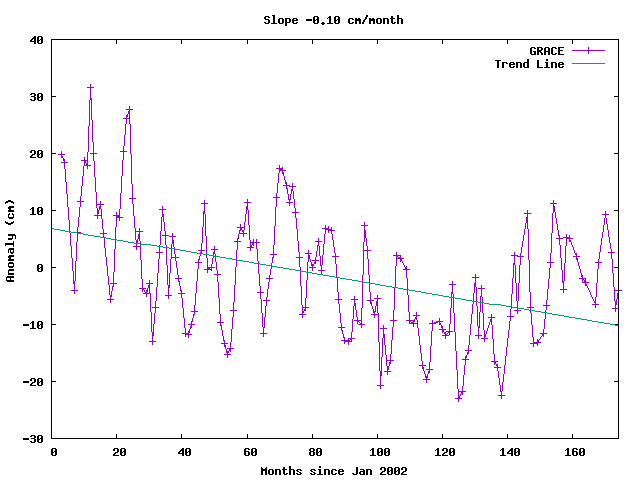 Slope -0.10 cm/month
GRACE
Trend Line
40
30
20
10
0
-10
-20
-30
Anomaly (cm)
0 20 40 60 80 100 120 140 160
Months since Jan 2002